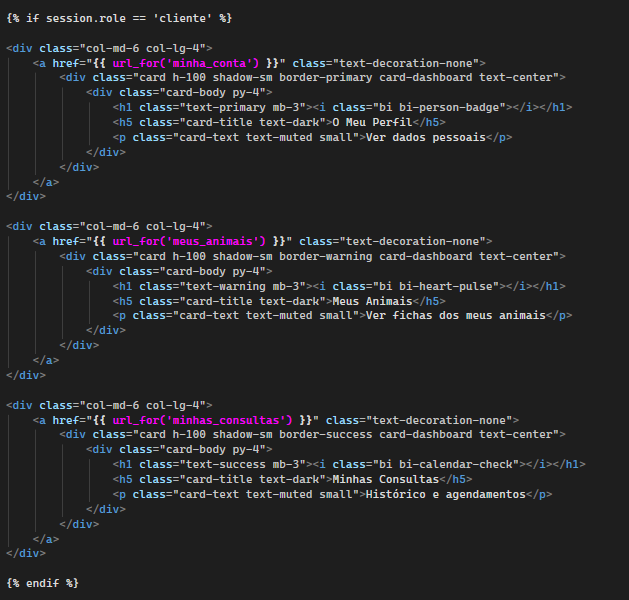 {% if session.role == 'cliente' %}
<div class="col-md-6 col-lg-4">
<a href="{{ url_for('minha_conta') }}" class="text-decoration-none">
<div class="card h-100 shadow-sm border-primary card-dashboard text-center">
<div class="card-body py-4">
<h1 class="text-primary mb-3"><i class="bi bi-person-badge"></i></h1>
<h5 class="card-title text-dark">O Meu Perfil</h5>
<p class="card-text text-muted small">Ver dados pessoais</p>
</div>
</div>
</a>
</div>
<div class="col-md-6 col-lg-4">
<a href="{{ url_for('meus_animais') }}" class="text-decoration-none">
<div class="card h-100 shadow-sm border-warning card-dashboard text-center">
<div class="card-body py-4">
<h1 class="text-warning mb-3"><i class="bi bi-heart-pulse"></i></h1>
<h5 class="card-title text-dark">Meus Animais</h5>
<p class="card-text text-muted small">Ver fichas dos meus animais</p>
</div>
</div>
</a>
</div>
<div class="col-md-6 col-lg-4">
<a href="{{ url_for('minhas_consultas') }}" class="text-decoration-none">
<div class="card h-100 shadow-sm border-success card-dashboard text-center">
<div class="card-body py-4">
<h1 class="text-success mb-3"><i class="bi bi-calendar-check"></i></h1>
<h5 class="card-title text-dark">Minhas Consultas</h5>
<p class="card-text text-muted small">Histórico e agendamentos</p>
</div>
</div>
</a>
</div>
{% endif %}